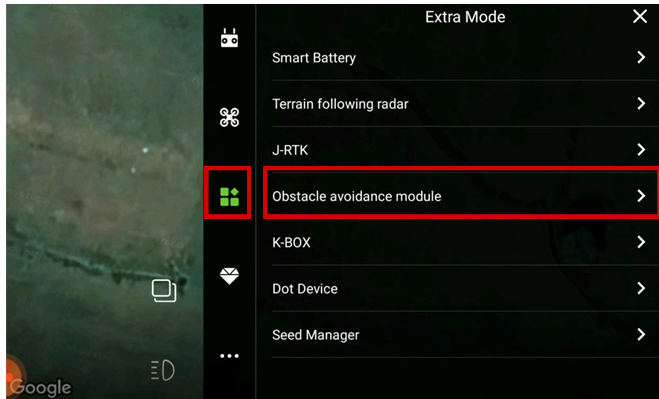 Extra Mode
Smart Battery
Terrain following radar
J-RTK
Obstacle avoidance module
K-BOX
Dot Device
Seed Manager
Google